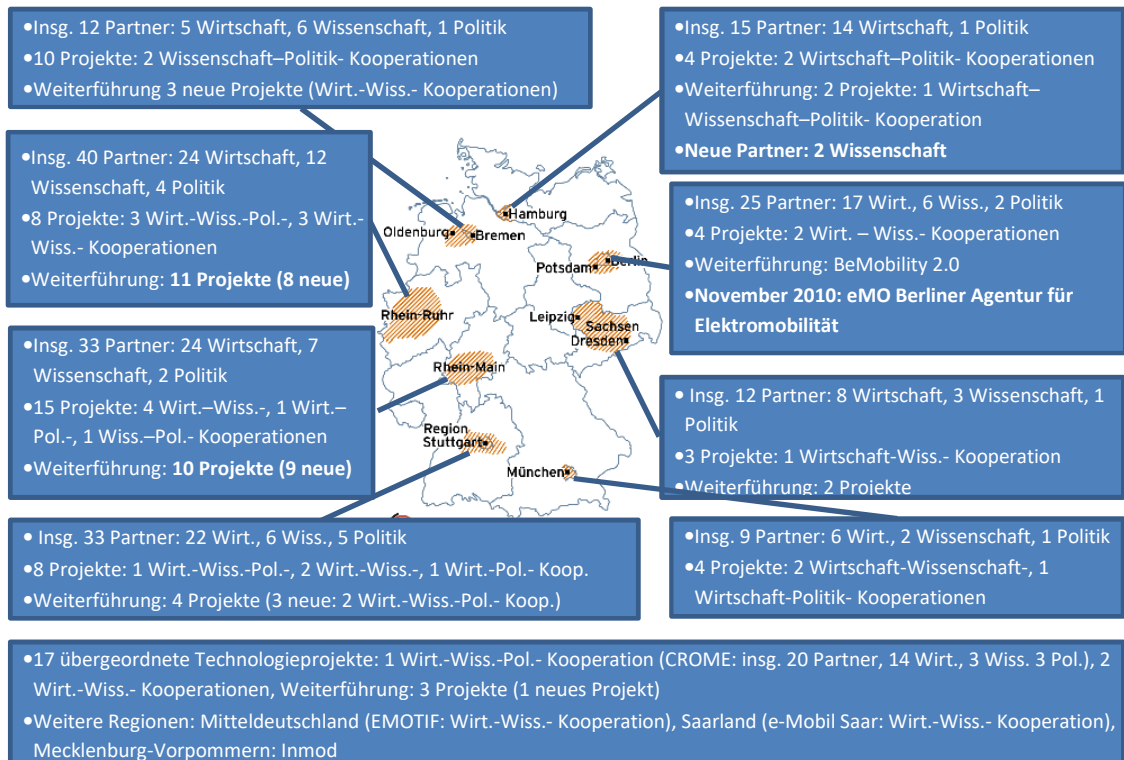 •Insg. 12 Partner: 5 Wirtschaft, 6 Wissenschaft, 1 Politik
•10 Projekte: 2 Wissenschaft–Politik- Kooperationen
•Weiterführung 3 neue Projekte (Wirt.-Wiss.- Kooperationen)
•Insg. 15 Partner: 14 Wirtschaft, 1 Politik
•4 Projekte: 2 Wirtschaft–Politik- Kooperationen
•Weiterführung: 2 Projekte: 1 Wirtschaft–
Wissenschaft–Politik- Kooperation
•Neue Partner: 2 Wissenschaft
•Insg. 40 Partner: 24 Wirtschaft, 12
Wissenschaft, 4 Politik
•8 Projekte: 3 Wirt.-Wiss.-Pol.-, 3 Wirt.-
Wiss.- Kooperationen
•Weiterführung: 11 Projekte (8 neue)
•Insg. 25 Partner: 17 Wirt., 6 Wiss., 2 Politik
•4 Projekte: 2 Wirt. – Wiss.- Kooperationen
•Weiterführung: BeMobility 2.0
•November 2010: eMO Berliner Agentur für
Elektromobilität
Hamburg
Oldenburg
Bremen
Berlin
Potsdam
Rhein-Ruhr
Leipzig
Sachsen
Dresden
Rhein-Main
Region
Stuttgart
München
•Insg. 33 Partner: 24 Wirtschaft, 7
Wissenschaft, 2 Politik
•15 Projekte: 4 Wirt.–Wiss.-, 1 Wirt.–
Pol.-, 1 Wiss.–Pol.- Kooperationen
•Weiterführung: 10 Projekte (9 neue)
• Insg. 12 Partner: 8 Wirtschaft, 3 Wissenschaft, 1
Politik
•3 Projekte: 1 Wirtschaft-Wiss.- Kooperation
•Weiterführung: 2 Projekte
• Insg. 33 Partner: 22 Wirt., 6 Wiss., 5 Politik
•8 Projekte: 1 Wirt.-Wiss.-Pol.-, 2 Wirt.-Wiss.-, 1 Wirt.-Pol.- Koop.
•Weiterführung: 4 Projekte (3 neue: 2 Wirt.-Wiss.-Pol.- Koop.)
•Insg. 9 Partner: 6 Wirt., 2 Wissenschaft, 1 Politik
•4 Projekte: 2 Wirtschaft-Wissenschaft-, 1
Wirtschaft-Politik- Kooperationen
•17 übergeordnete Technologieprojekte: 1 Wirt.-Wiss.-Pol.- Kooperation (CROME: insg. 20 Partner, 14 Wirt., 3 Wiss. 3 Pol.), 2
Wirt.-Wiss.- Kooperationen, Weiterführung: 3 Projekte (1 neues Projekt)
•Weitere Regionen: Mitteldeutschland (EMOTIF: Wirt.-Wiss.- Kooperation), Saarland (e-Mobil Saar: Wirt.-Wiss.- Kooperation),
Mecklenburg-Vorpommern: Inmod